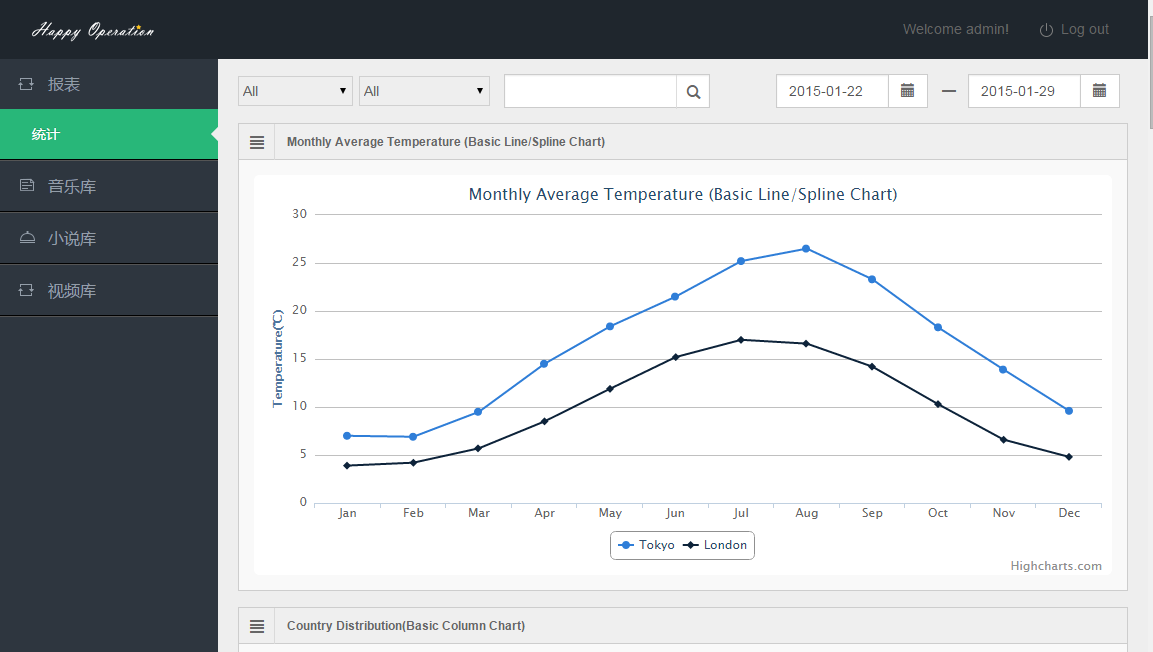 Happy Operation
Welcome admin!
Log out
报表
统计
音乐库
小说库
视频库
All
All
2015-01-22
—
2015-01-29
Monthly Average Temperature (Basic Line/Spline Chart)
Monthly Average Temperature (Basic Line/Spline Chart)
Temperature(℃)
30
25
20
15
10
5
0
Jan Feb Mar Apr May Jun Jul Aug Sep Oct Nov Dec
Tokyo London
Highcharts.com
Country Distribution(Basic Column Chart)